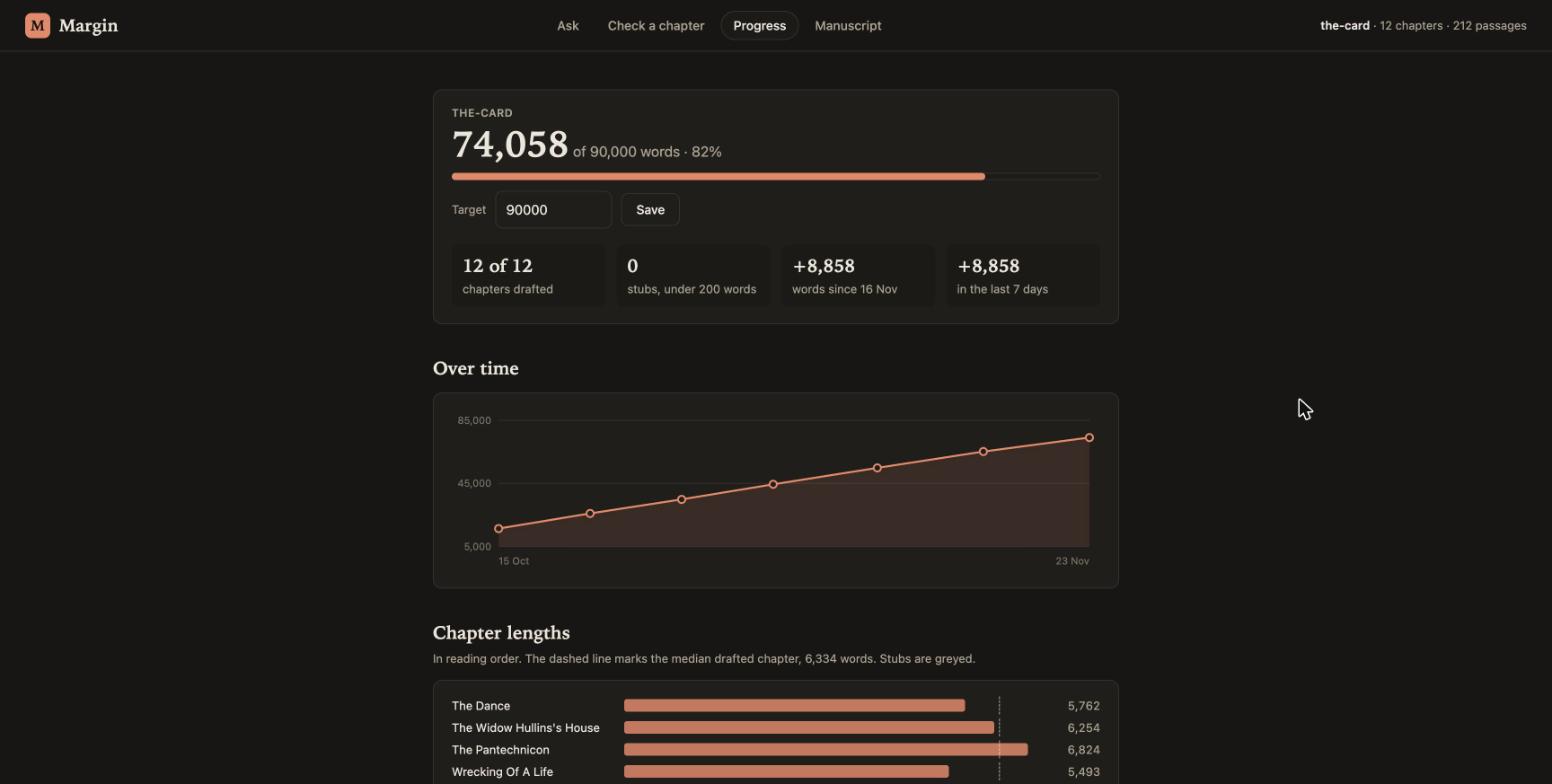 M Margin
Ask Check a chapter Progress Manuscript
the-card · 12 chapters · 212 passages
THE-CARD
74,058 of 90,000 words · 82%
Target 90000 Save
12 of 12
chapters drafted
0
stubs, under 200 words
+8,858
words since 16 Nov
+8,858
in the last 7 days
Over time
85,000
45,000
5,000
15 Oct 23 Nov
Chapter lengths
In reading order. The dashed line marks the median drafted chapter, 6,334 words. Stubs are greyed.
The Dance 5,762
The Widow Hullins's House 6,254
The Pantechnicon 6,824
Wrecking Of A Life 5,493